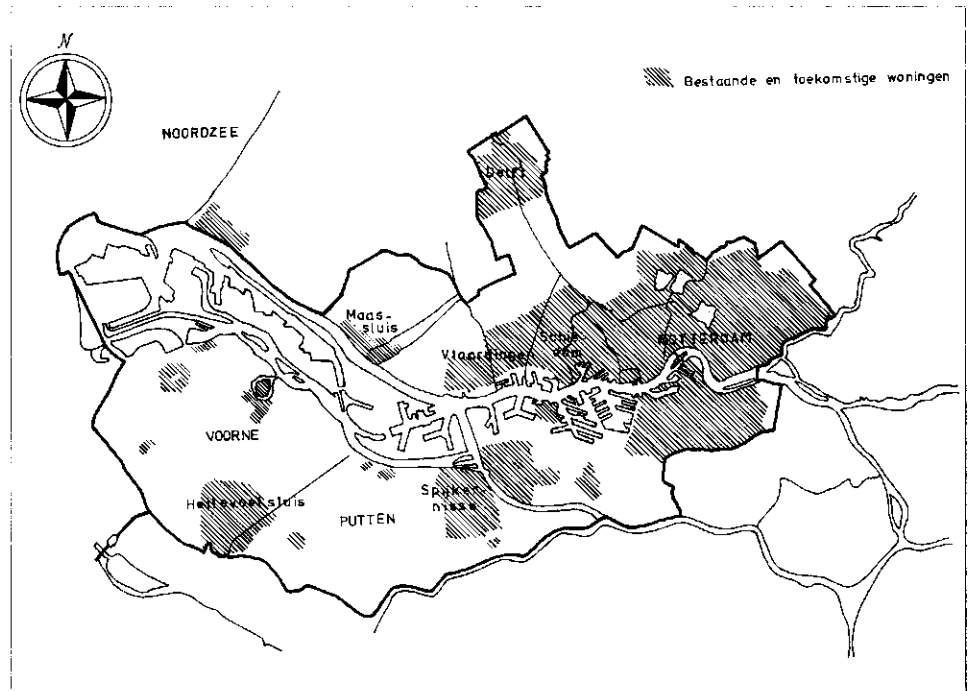 N
Bestaande en toekomstige woningen
NOORDZEE
Delft
Maas-
sluis
Vlaardingen
Schie-
dam
ROTTERDAM
VOORNE
Hellevoetsluis
Spijker-
nisse
PUTTEN